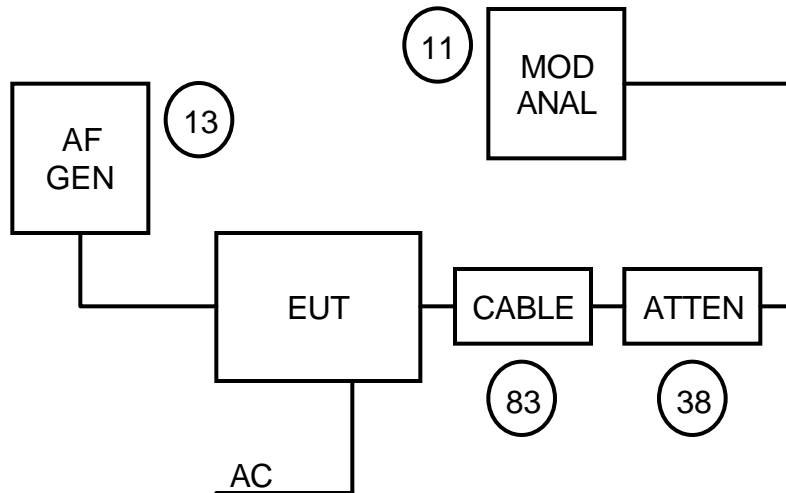 11
MOD
ANAL
13
AF
GEN
EUT
CABLE
ATTEN
83
38
AC